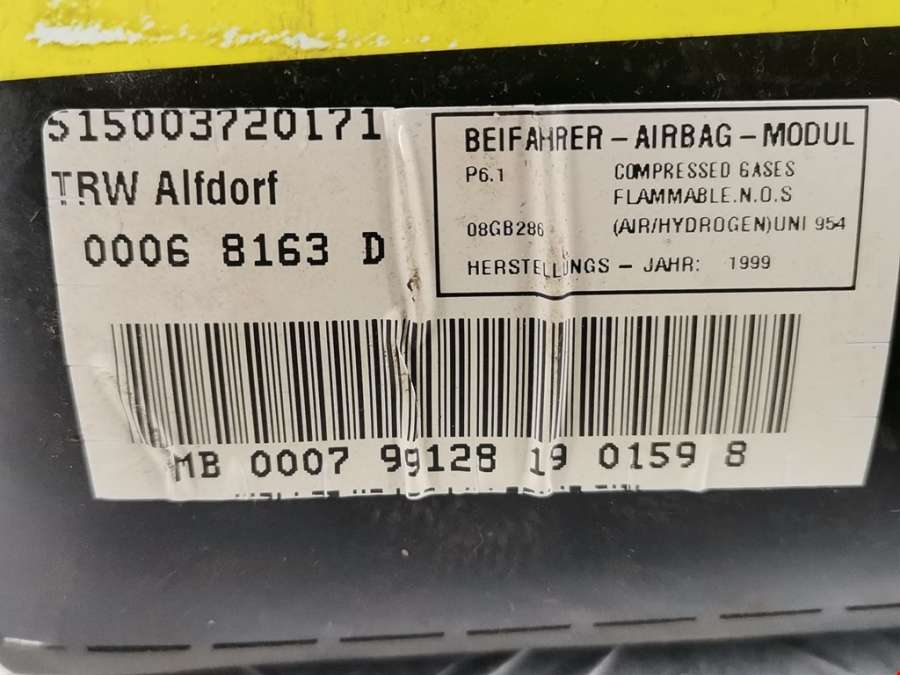 S15003720171
TRW Alfdorf
0006 8163 D
BEIFAHRER - AIRBAG - MODUL
P6.1 COMPRESSED GASES
FLAMMABLE.N.O.S
08GB286 (AIR/HYDROGEN)UNI 954
HERSTELLUNGS - JAHR: 1999
MB 0007 99128 19 0159 8